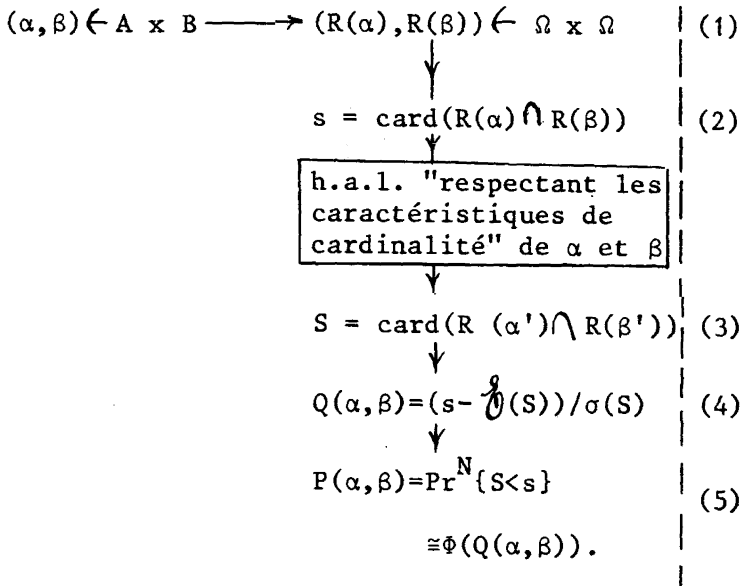 (α,β) ← A x B ⟶ (R(α),R(β)) ← Ω x Ω (1)
s = card(R(α)∩R(β)) (2)
h.a.l. "respectant les
caractéristiques de
cardinalité" de α et β
S = card(R (α')∩R(β')) (3)
Q(α,β)=(s-ℰ(S))/σ(S) (4)
P(α,β)=Pr^N{S<s}
(5)
≅Φ(Q(α,β)).